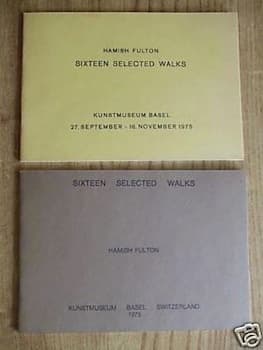 HAMISH FULTON
SIXTEEN SELECTED WALKS
KUNSTMUSEUM BASEL
27. SEPTEMBER - 16. NOVEMBER 1975
SIXTEEN SELECTED WALKS
HAMISH FULTON
KUNSTMUSEUM BASEL SWITZERLAND
1975